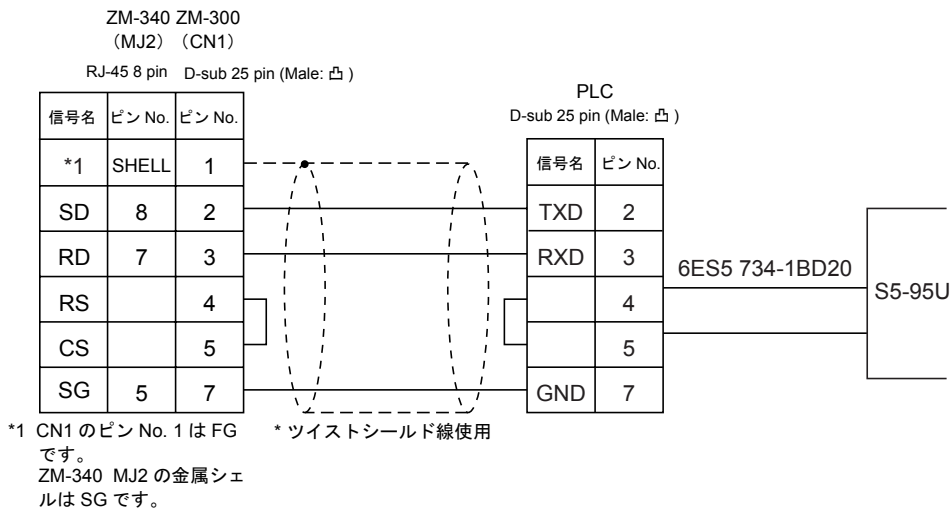 ZM-340 ZM-300
（MJ2）（CN1）
RJ-45 8 pin D-sub 25 pin (Male: 凸 )
信号名 ピン No. ピン No.
*1 SHELL 1
SD 8 2
RD 7 3
RS 4
CS 5
SG 5 7
PLC
D-sub 25 pin (Male: 凸 )
信号名 ピン No.
TXD 2
RXD 3
4
5
GND 7
6ES5 734-1BD20
S5-95U
*1 CN1 のピン No. 1 は FG
です。
ZM-340 MJ2 の金属シェ
ルは SG です。
* ツイストシールド線使用